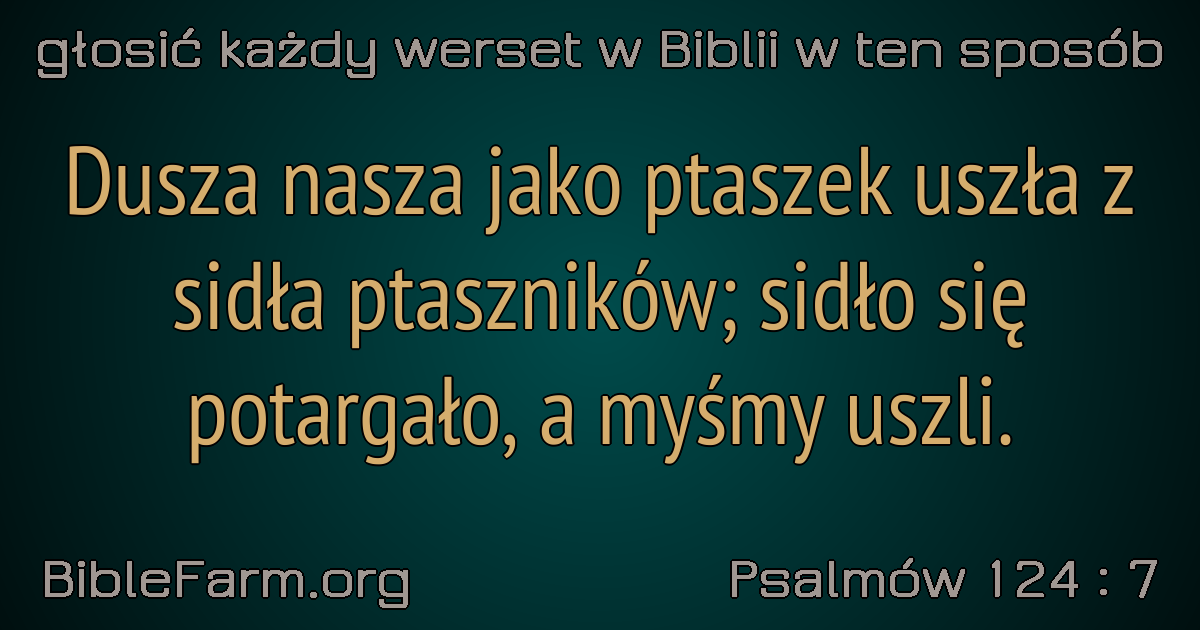 głosić każdy werset w Biblii w ten sposób
Dusza nasza jako ptaszek uszła z
sidła ptaszników; sidło się
potargało, a myśmy uszli.
BibleFarm.org
Psalmów 124 : 7